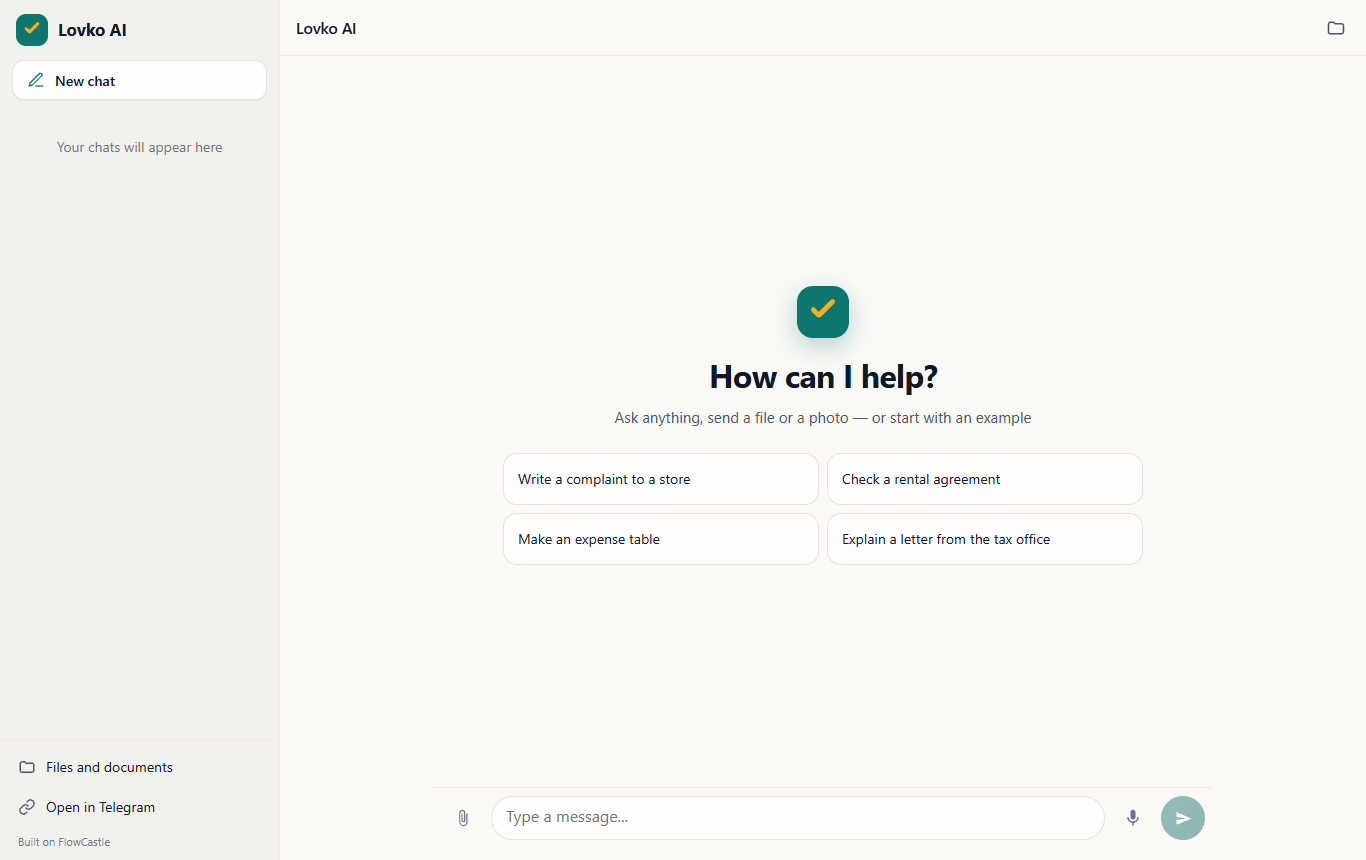 Lovko AI
New chat
Your chats will appear here
Files and documents
Open in Telegram
Built on FlowCastle
Lovko AI
How can I help?
Ask anything, send a file or a photo — or start with an example
Write a complaint to a store
Check a rental agreement
Make an expense table
Explain a letter from the tax office
Type a message...